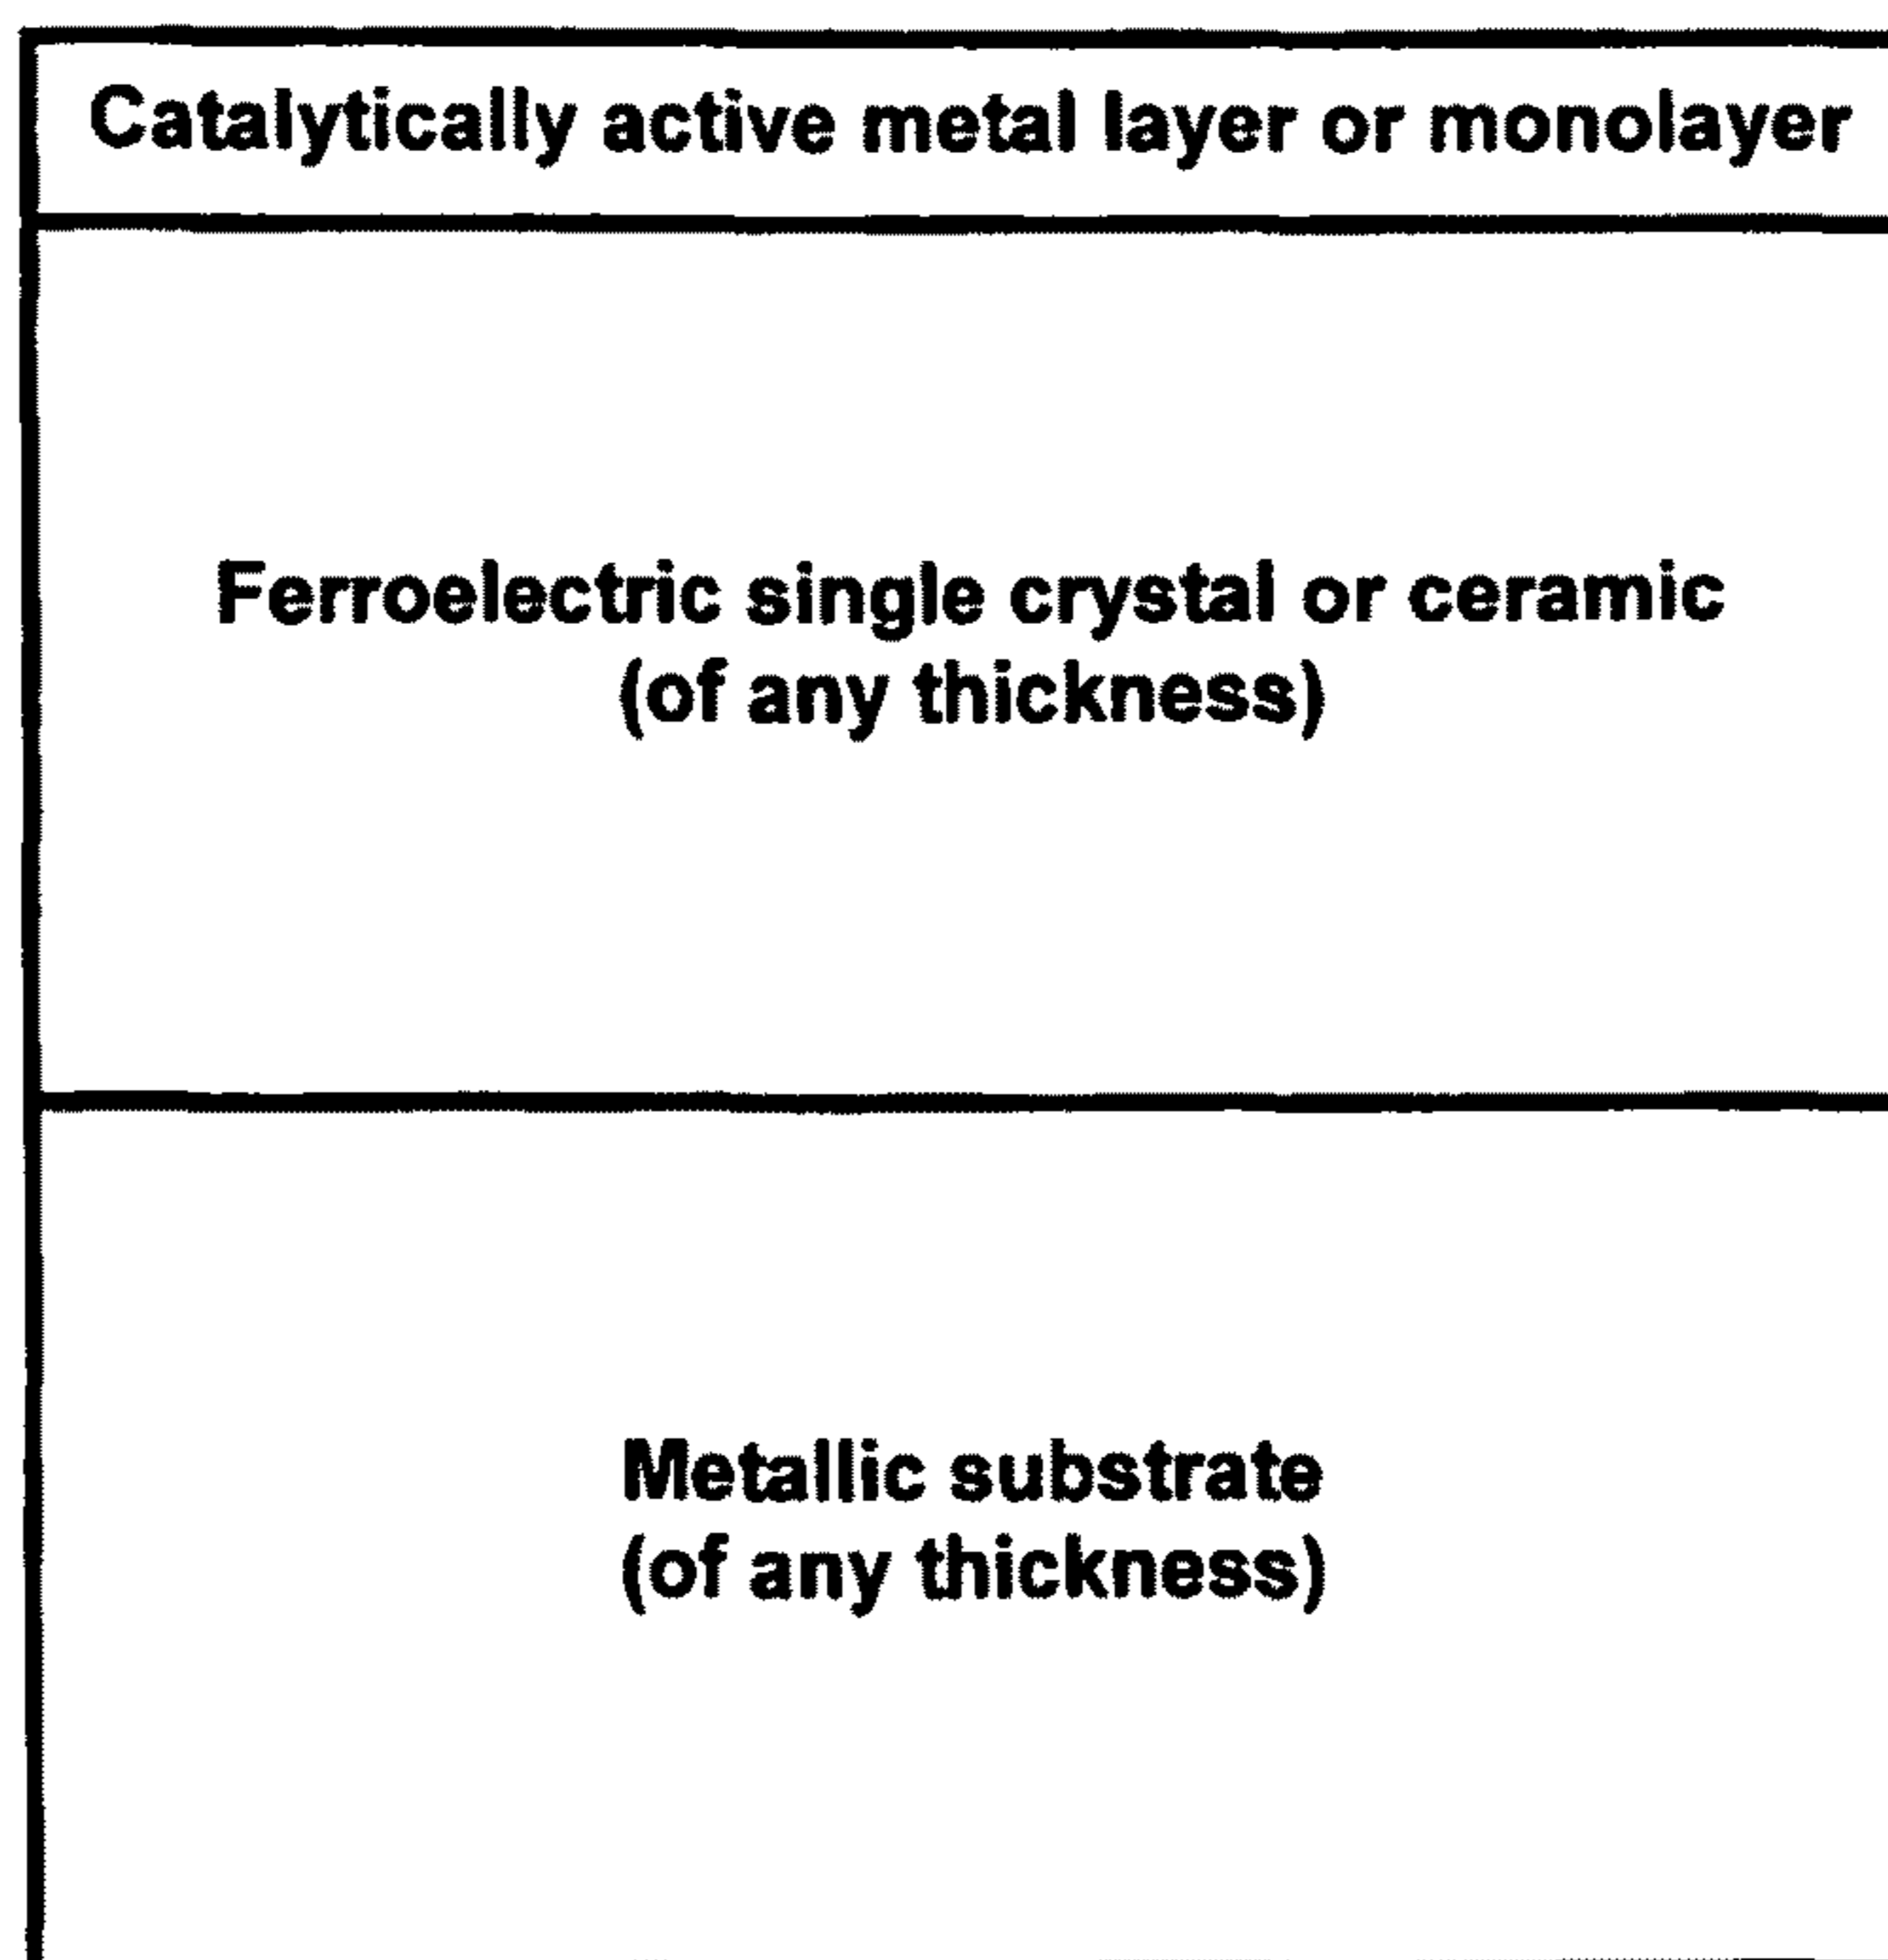 Catalytically active metal layer or monolayer
Ferroelectric single crystal or ceramic
(of any thickness)
Metallic substrate
(of any thickness)